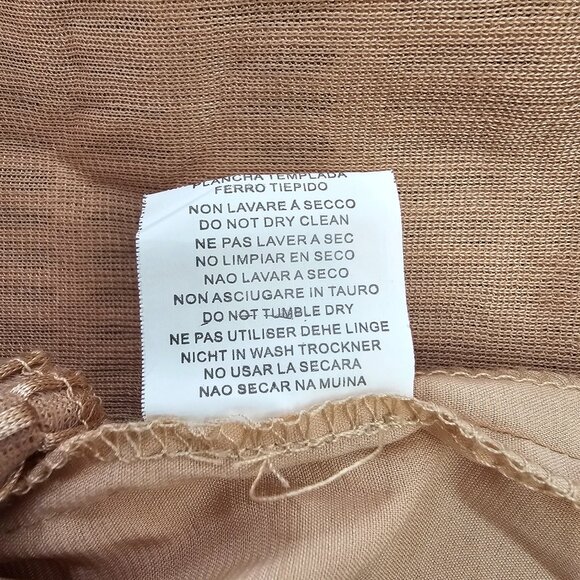 PLANCHA TEMPLADA
FERRO TIEPIDO
NON LAVARE A SECCO
DO NOT DRY CLEAN
NE PAS LAVER A SEC
NO LIMPIAR EN SECO
NAO LAVAR A SECO
NON ASCIUGARE IN TAURO
DO NOT TUMBLE DRY
NE PAS UTILISER DEHE LINGE
NICHT IN WASH TROCKNER
NO USAR LA SECARA
NAO SECAR NA MUINA